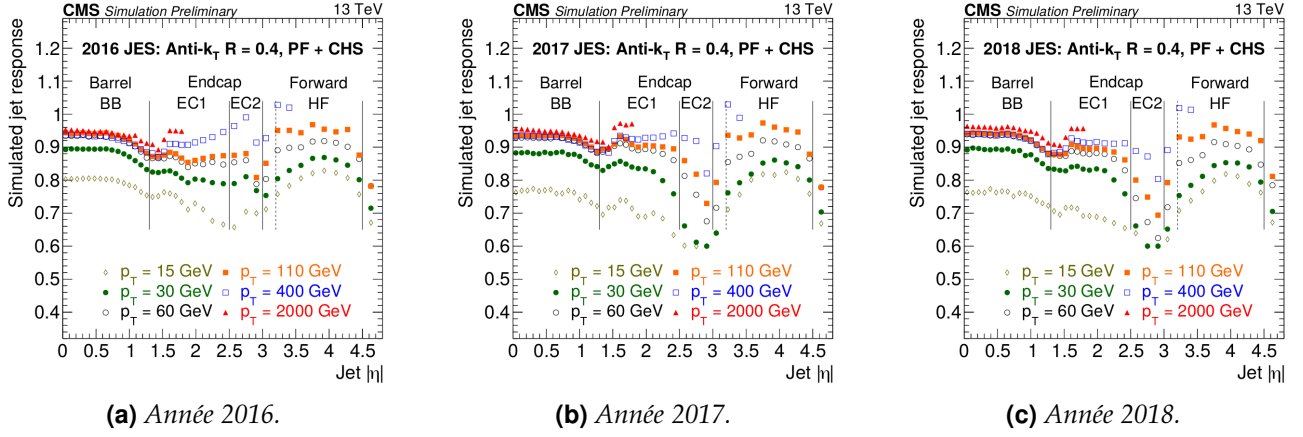 CMS Simulation Preliminary 13 TeV
2016 JES: Anti-kT R = 0.4, PF + CHS
Barrel Endcap Forward
BB EC1 EC2 HF
Simulated jet response
1.2
1.1
1
0.9
0.8
0.7
0.6
0.5
0.4
pT = 15 GeV pT = 110 GeV
pT = 30 GeV pT = 400 GeV
pT = 60 GeV pT = 2000 GeV
0 0.5 1 1.5 2 2.5 3 3.5 4 4.5
Jet |η|
(a) Année 2016.
CMS Simulation Preliminary 13 TeV
2017 JES: Anti-kT R = 0.4, PF + CHS
Barrel Endcap Forward
BB EC1 EC2 HF
Simulated jet response
1.2
1.1
1
0.9
0.8
0.7
0.6
0.5
0.4
pT = 15 GeV pT = 110 GeV
pT = 30 GeV pT = 400 GeV
pT = 60 GeV pT = 2000 GeV
0 0.5 1 1.5 2 2.5 3 3.5 4 4.5
Jet |η|
(b) Année 2017.
CMS Simulation Preliminary 13 TeV
2018 JES: Anti-kT R = 0.4, PF + CHS
Barrel Endcap Forward
BB EC1 EC2 HF
Simulated jet response
1.2
1.1
1
0.9
0.8
0.7
0.6
0.5
0.4
pT = 15 GeV pT = 110 GeV
pT = 30 GeV pT = 400 GeV
pT = 60 GeV pT = 2000 GeV
0 0.5 1 1.5 2 2.5 3 3.5 4 4.5
Jet |η|
(c) Année 2018.